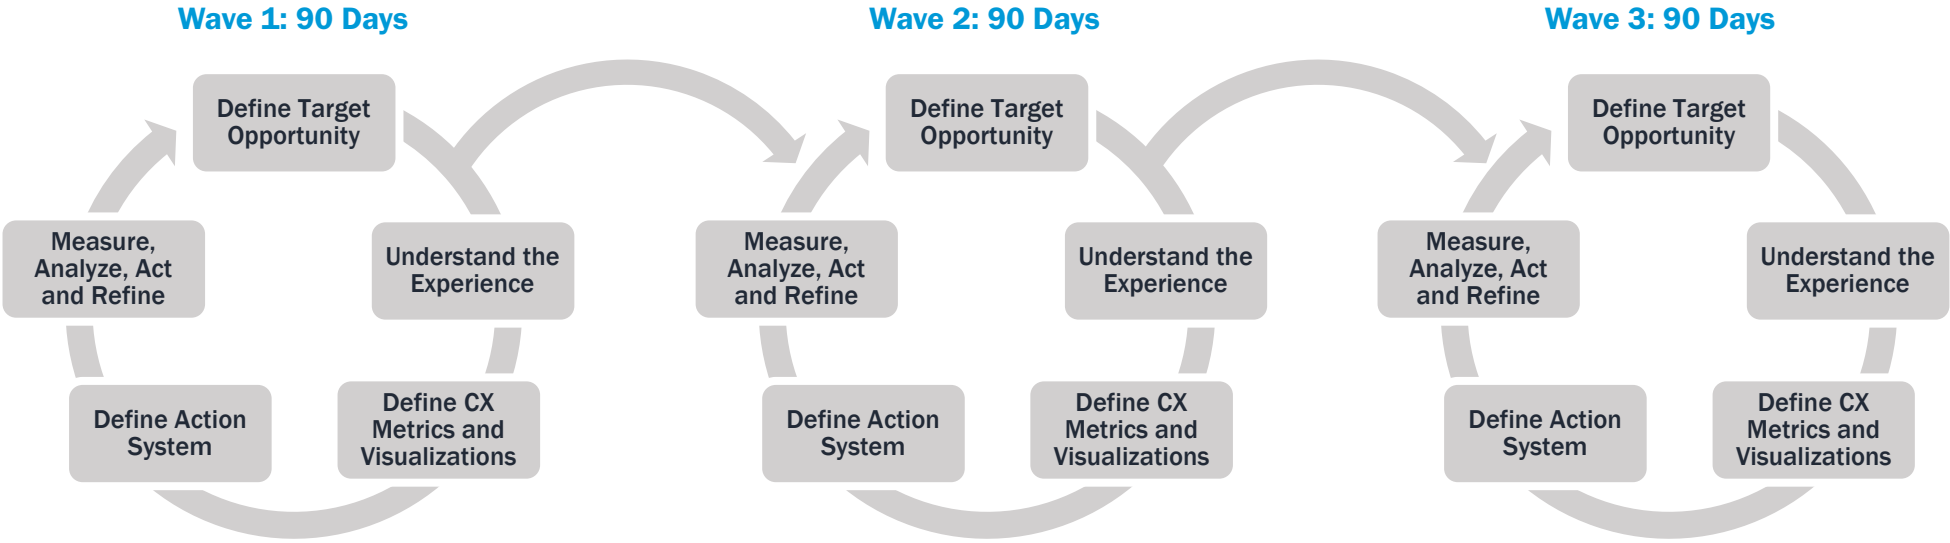 Wave 1: 90 Days
Define Target
Opportunity
Understand the
Experience
Define CX
Metrics and
Visualizations
Define Action
System
Measure,
Analyze, Act
and Refine
Wave 2: 90 Days
Define Target
Opportunity
Understand the
Experience
Define CX
Metrics and
Visualizations
Define Action
System
Measure,
Analyze, Act
and Refine
Wave 3: 90 Days
Define Target
Opportunity
Understand the
Experience
Define CX
Metrics and
Visualizations
Define Action
System
Measure,
Analyze, Act
and Refine